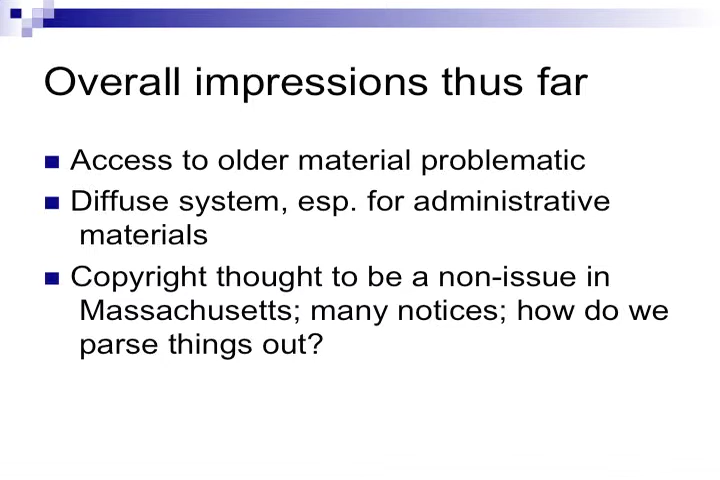 Overall impressions thus far
Access to older material problematic
Diffuse system, esp. for administrative
materials
Copyright thought to be a non-issue in
Massachusetts; many notices; how do we
parse things out?